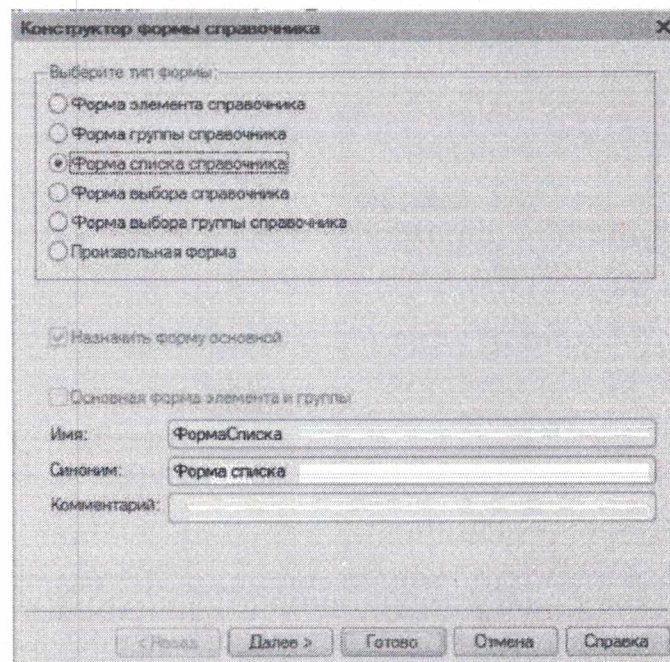 Конструктор формы справочника
Выберите тип формы:
Форма элемента справочника
Форма группы справочника
Форма списка справочника
Форма выбора справочника
Форма выбора группы справочника
Произвольная форма
Назначить форму основной
Основная форма элемента и группы
Имя: ФормаСписка
Синоним: Форма списка
Комментарий:
< Назад Далее > Готово Отмена Справка